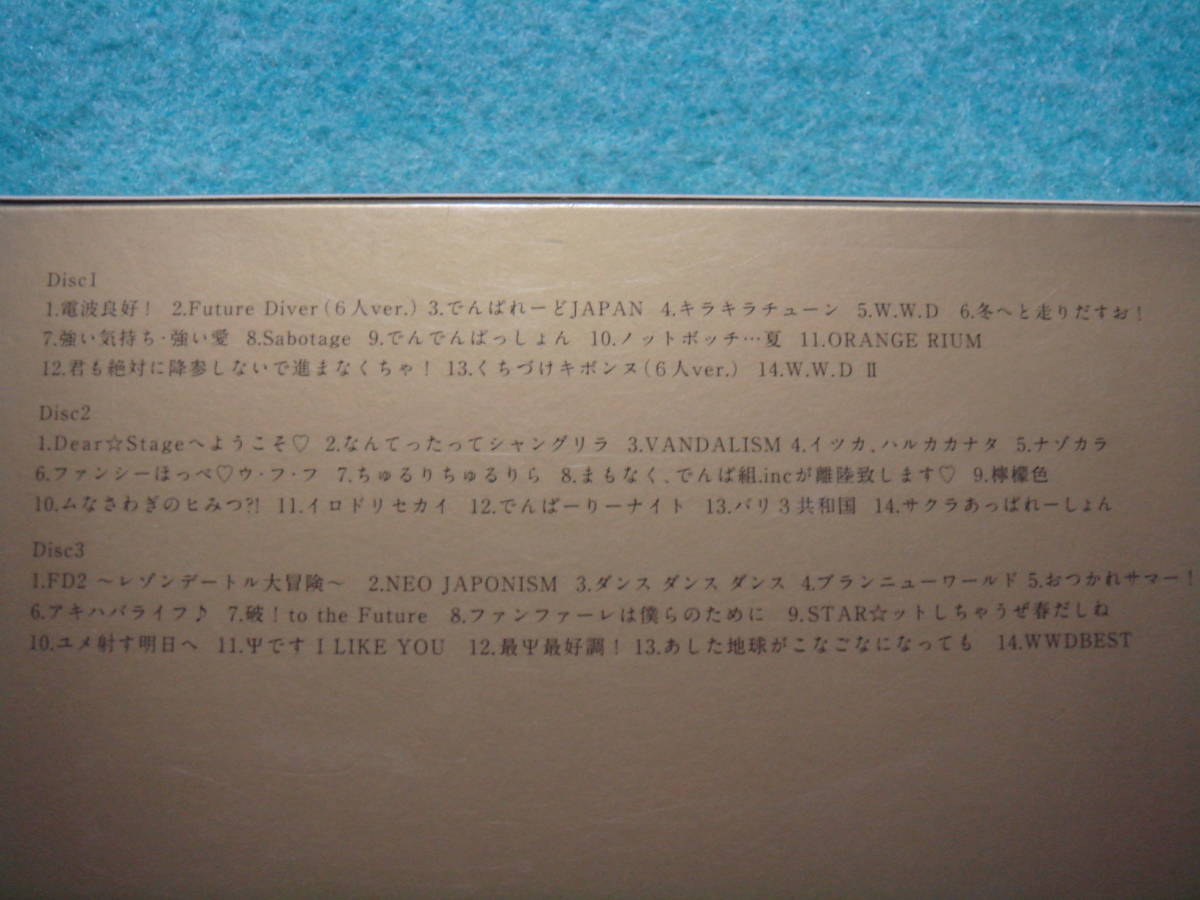 Disc1
1.電波良好！ 2.Future Diver(６人ver.) 3.でんぱれーどJAPAN 4.キラキラチューン 5.W.W.D 6.冬へと走りだすお！
7.強い気持ち・強い愛 8.Sabotage 9.でんでんぱっしょん 10.ノットボッチ…夏 11.ORANGE RIUM
12.君も絶対に降参しないで進まなくちゃ！ 13.くちづけキボンヌ(６人ver.) 14.W.W.D Ⅱ
Disc2
1.Dear☆Stageへようこそ♡ 2.なんてったってシャングリラ 3.VANDALISM 4.イツカ、ハルカカナタ 5.ナゾカラ
6.ファンシーほっぺ♡ウ・フ・フ 7.ちゅるりちゅるりら 8.まもなく、でんぱ組.incが離陸致します♡ 9.檸檬色
10.ムなさわぎのヒみつ?! 11.イロドリセカイ 12.でんぱーりーナイト 13.バリ３共和国 14.サクラあっぱれーしょん
Disc3
1.FD2 〜レゾンデートル大冒険〜 2.NEO JAPONISM 3.ダンス ダンス ダンス 4.ブランニューワールド 5.おつかれサマー！
6.アキハバライフ♪ 7.破！to the Future 8.ファンファーレは僕らのために 9.STAR☆ットしちゃうぜ春だしね
10.ユメ射す明日へ 11.Ψです I LIKE YOU 12.最Ψ最好調！ 13.あした地球がこなごなになっても 14.WWDBEST